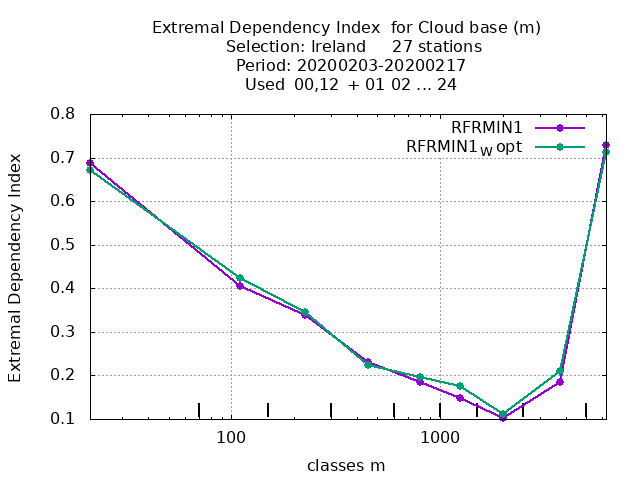 Extremal Dependency Index  for Cloud base (m)
Selection: Ireland     27 stations
Period: 20200203-20200217
Used  00,12  + 01 02 ... 24
RFRMIN1
RFRMIN1W opt
0.8
0.7
0.6
0.5
0.4
0.3
0.2
0.1
Extremal Dependency Index
100 1000
classes m